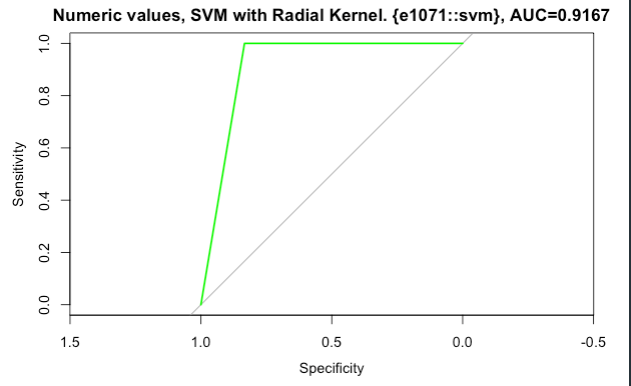 Numeric values, SVM with Radial Kernel. {e1071::svm}, AUC=0.9167
1.0
0.8
0.6
0.4
0.2
0.0
Sensitivity
1.5 1.0 0.5 0.0 -0.5
Specificity